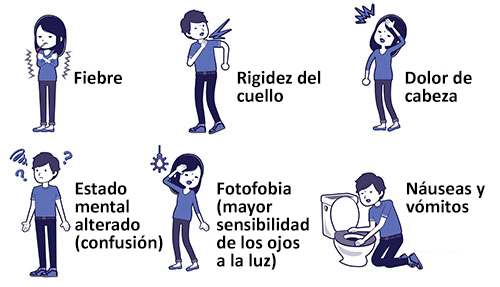 Fiebre
Rigidez del
cuello
Dolor de
cabeza
Estado
mental
alterado
(confusión)
Fotofobia
(mayor
sensibilidad
de los ojos
a la luz)
Náuseas y
vómitos